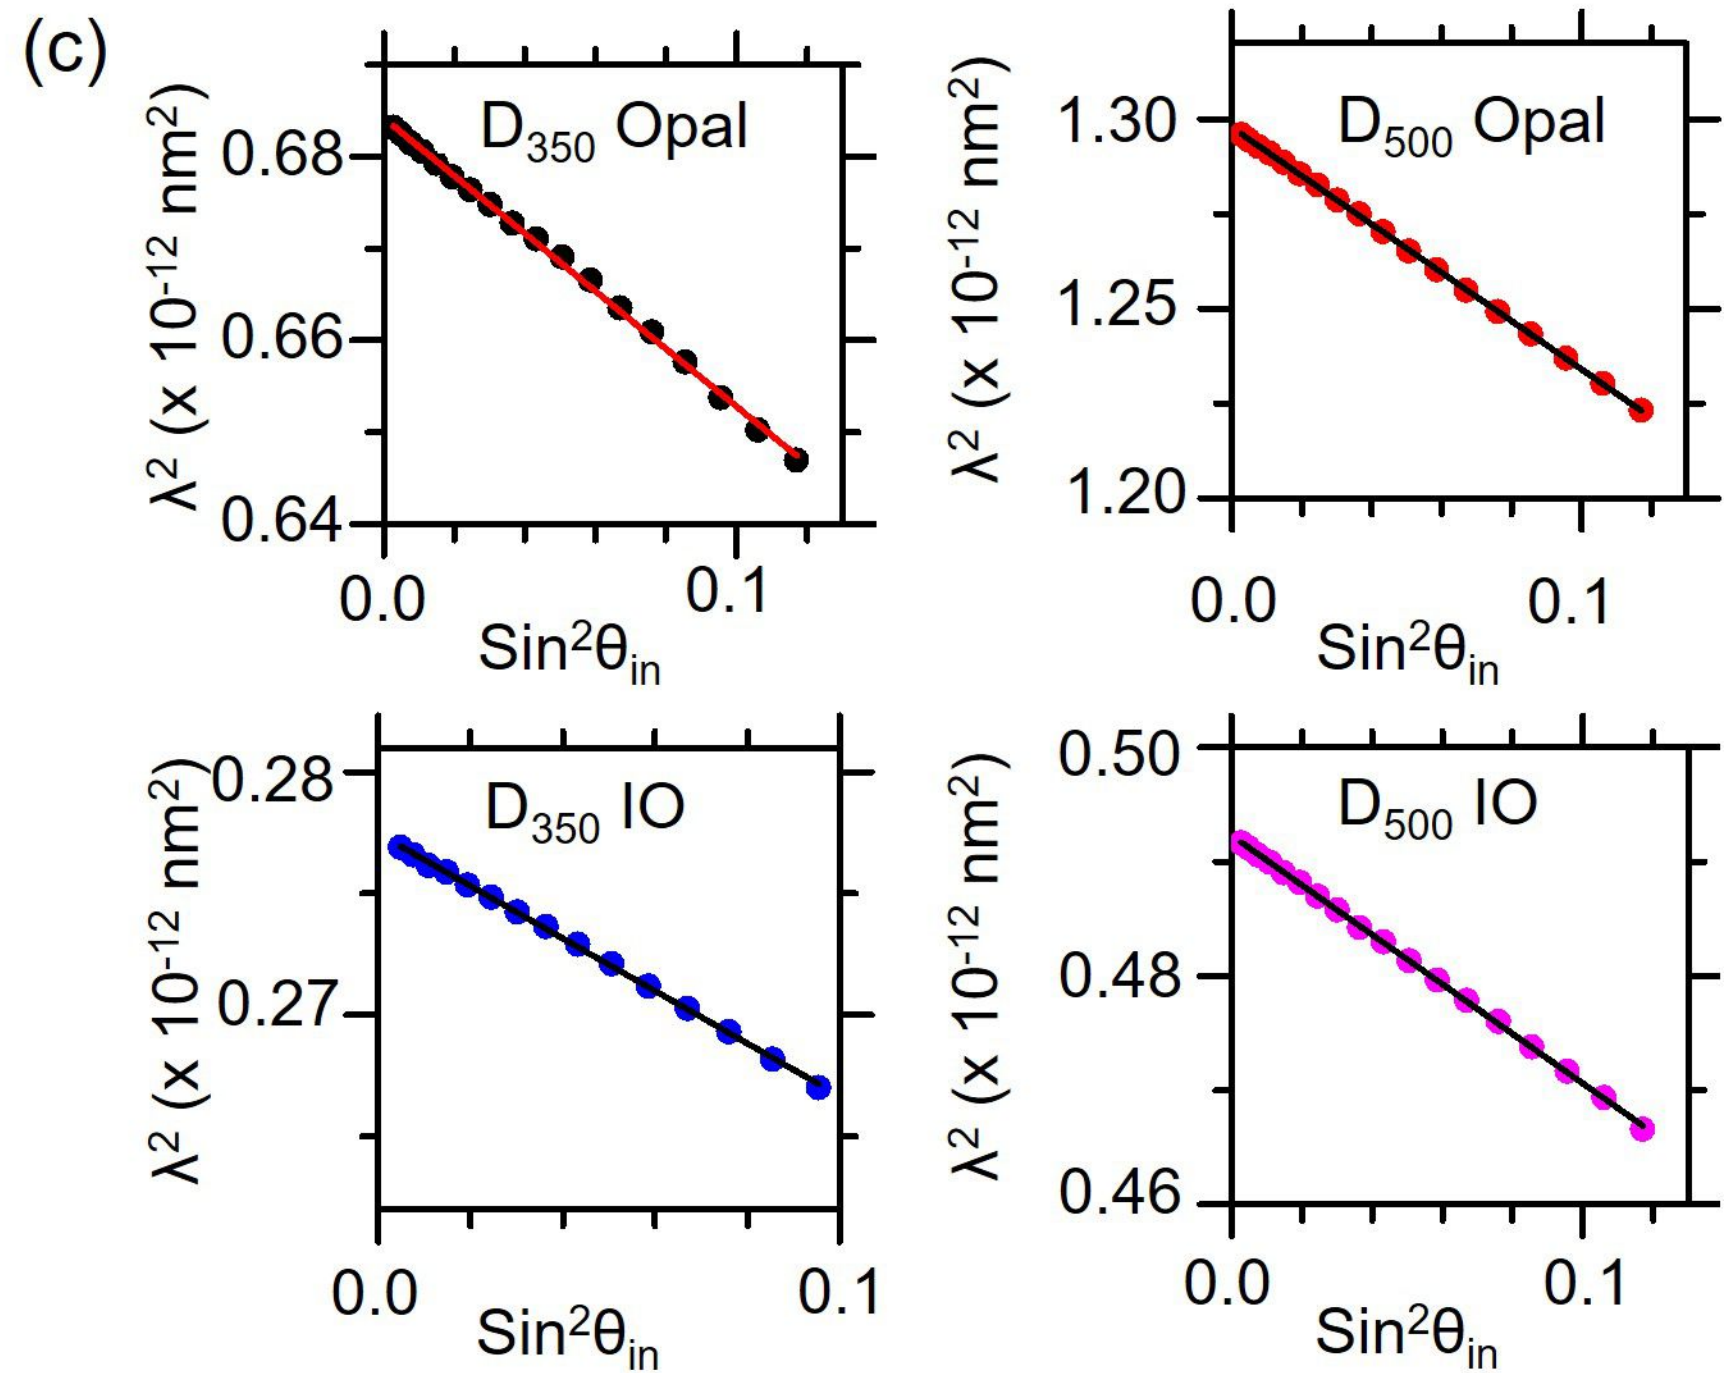 (c)
λ² (x 10⁻¹² nm²)
D₃₅₀ Opal
0.68
0.66
0.64
0.0
0.1
Sin²θᵢₙ
λ² (x 10⁻¹² nm²)
D₅₀₀ Opal
1.30
1.25
1.20
0.0
0.1
Sin²θᵢₙ
λ² (x 10⁻¹² nm²)
D₃₅₀ IO
0.28
0.27
0.0
0.1
Sin²θᵢₙ
λ² (x 10⁻¹² nm²)
D₅₀₀ IO
0.50
0.48
0.46
0.0
0.1
Sin²θᵢₙ